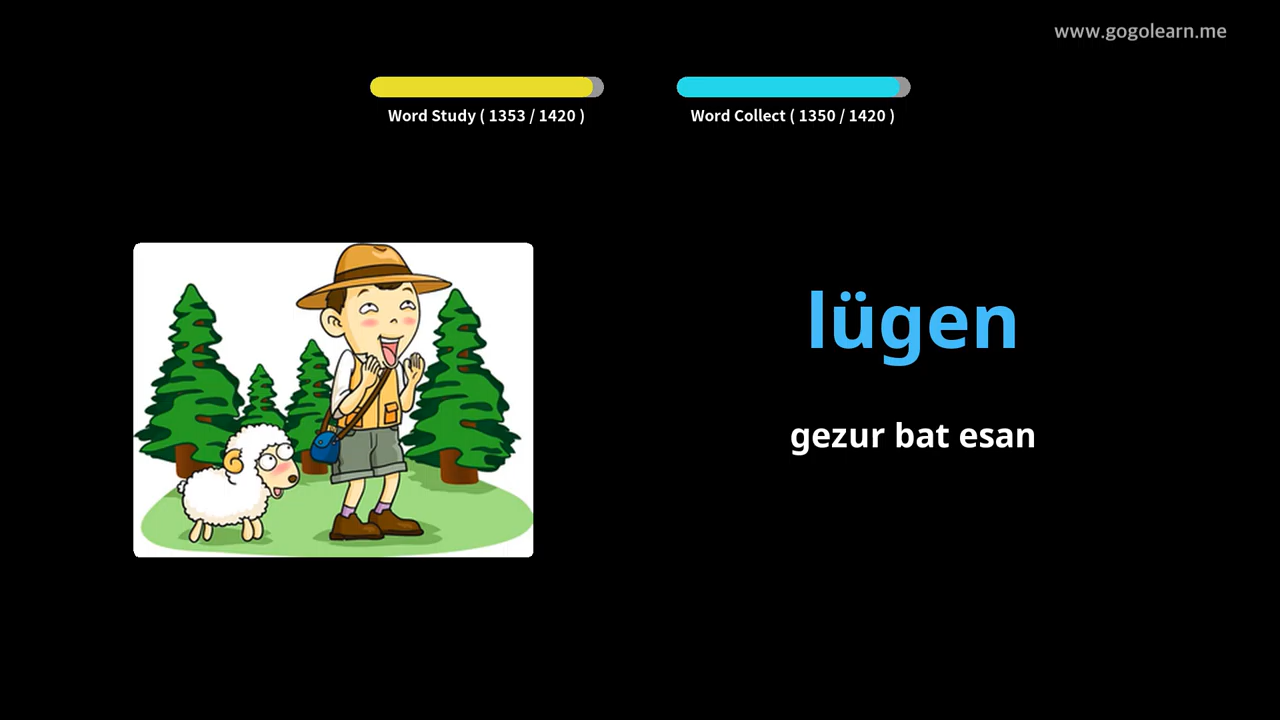 www.gogolearn.me
Word Study ( 1353 / 1420 )
Word Collect ( 1350 / 1420 )
lügen
gezur bat esan